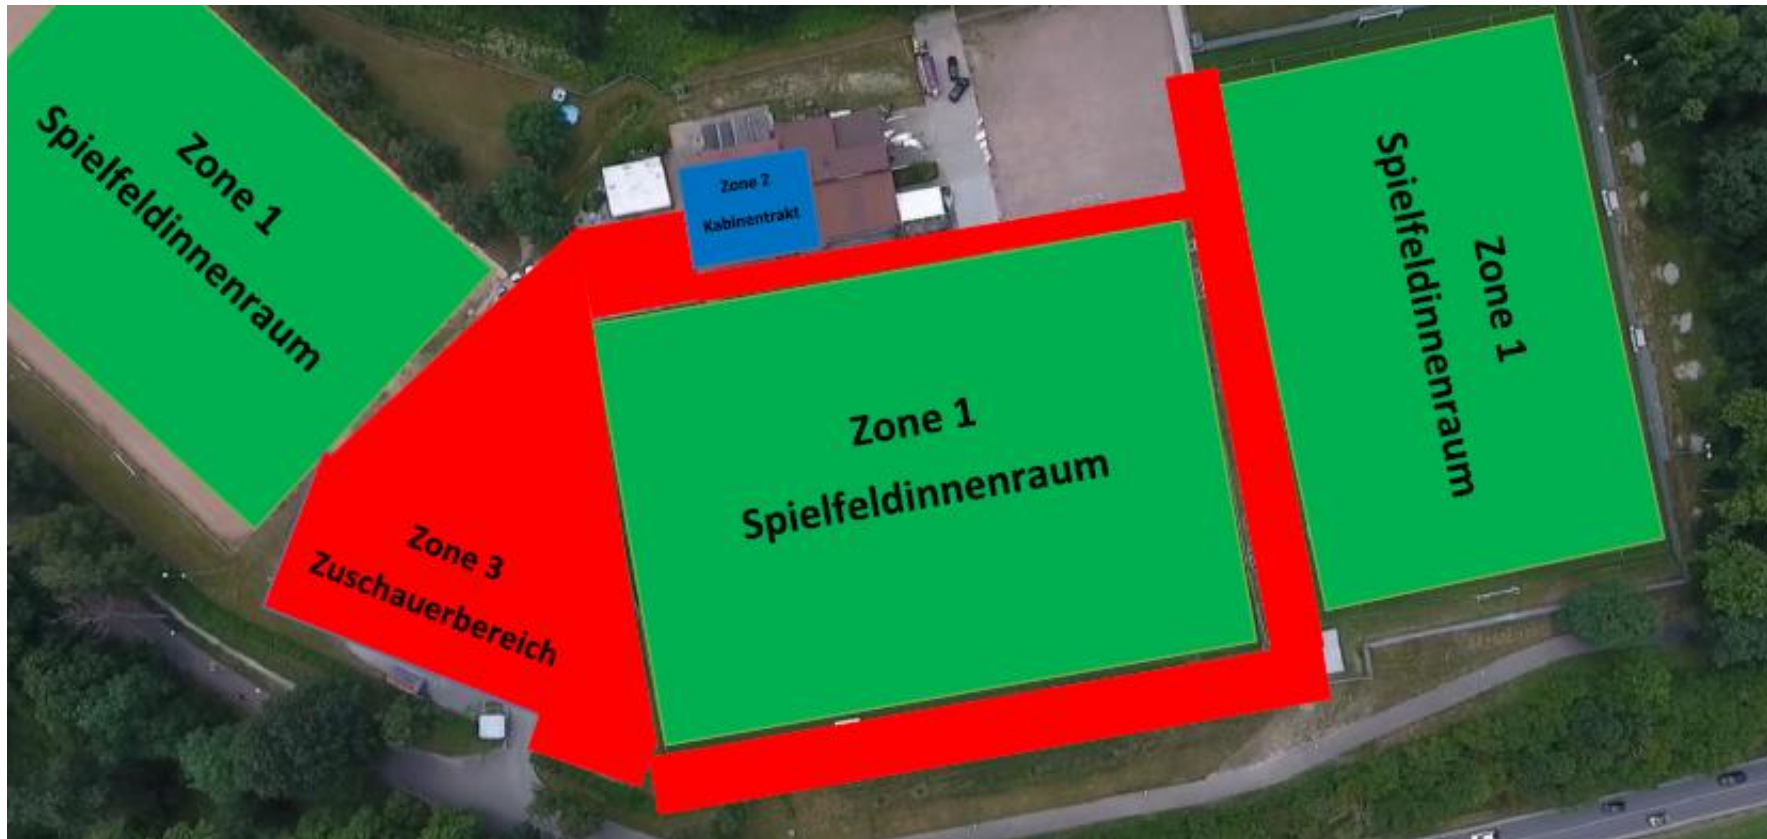 Zone 1
Spielfeldinnenraum
Zone 2
Kabinentrakt
Zone 1
Spielfeldinnenraum
Zone 1
Spielfeldinnenraum
Zone 3
Zuschauerbereich